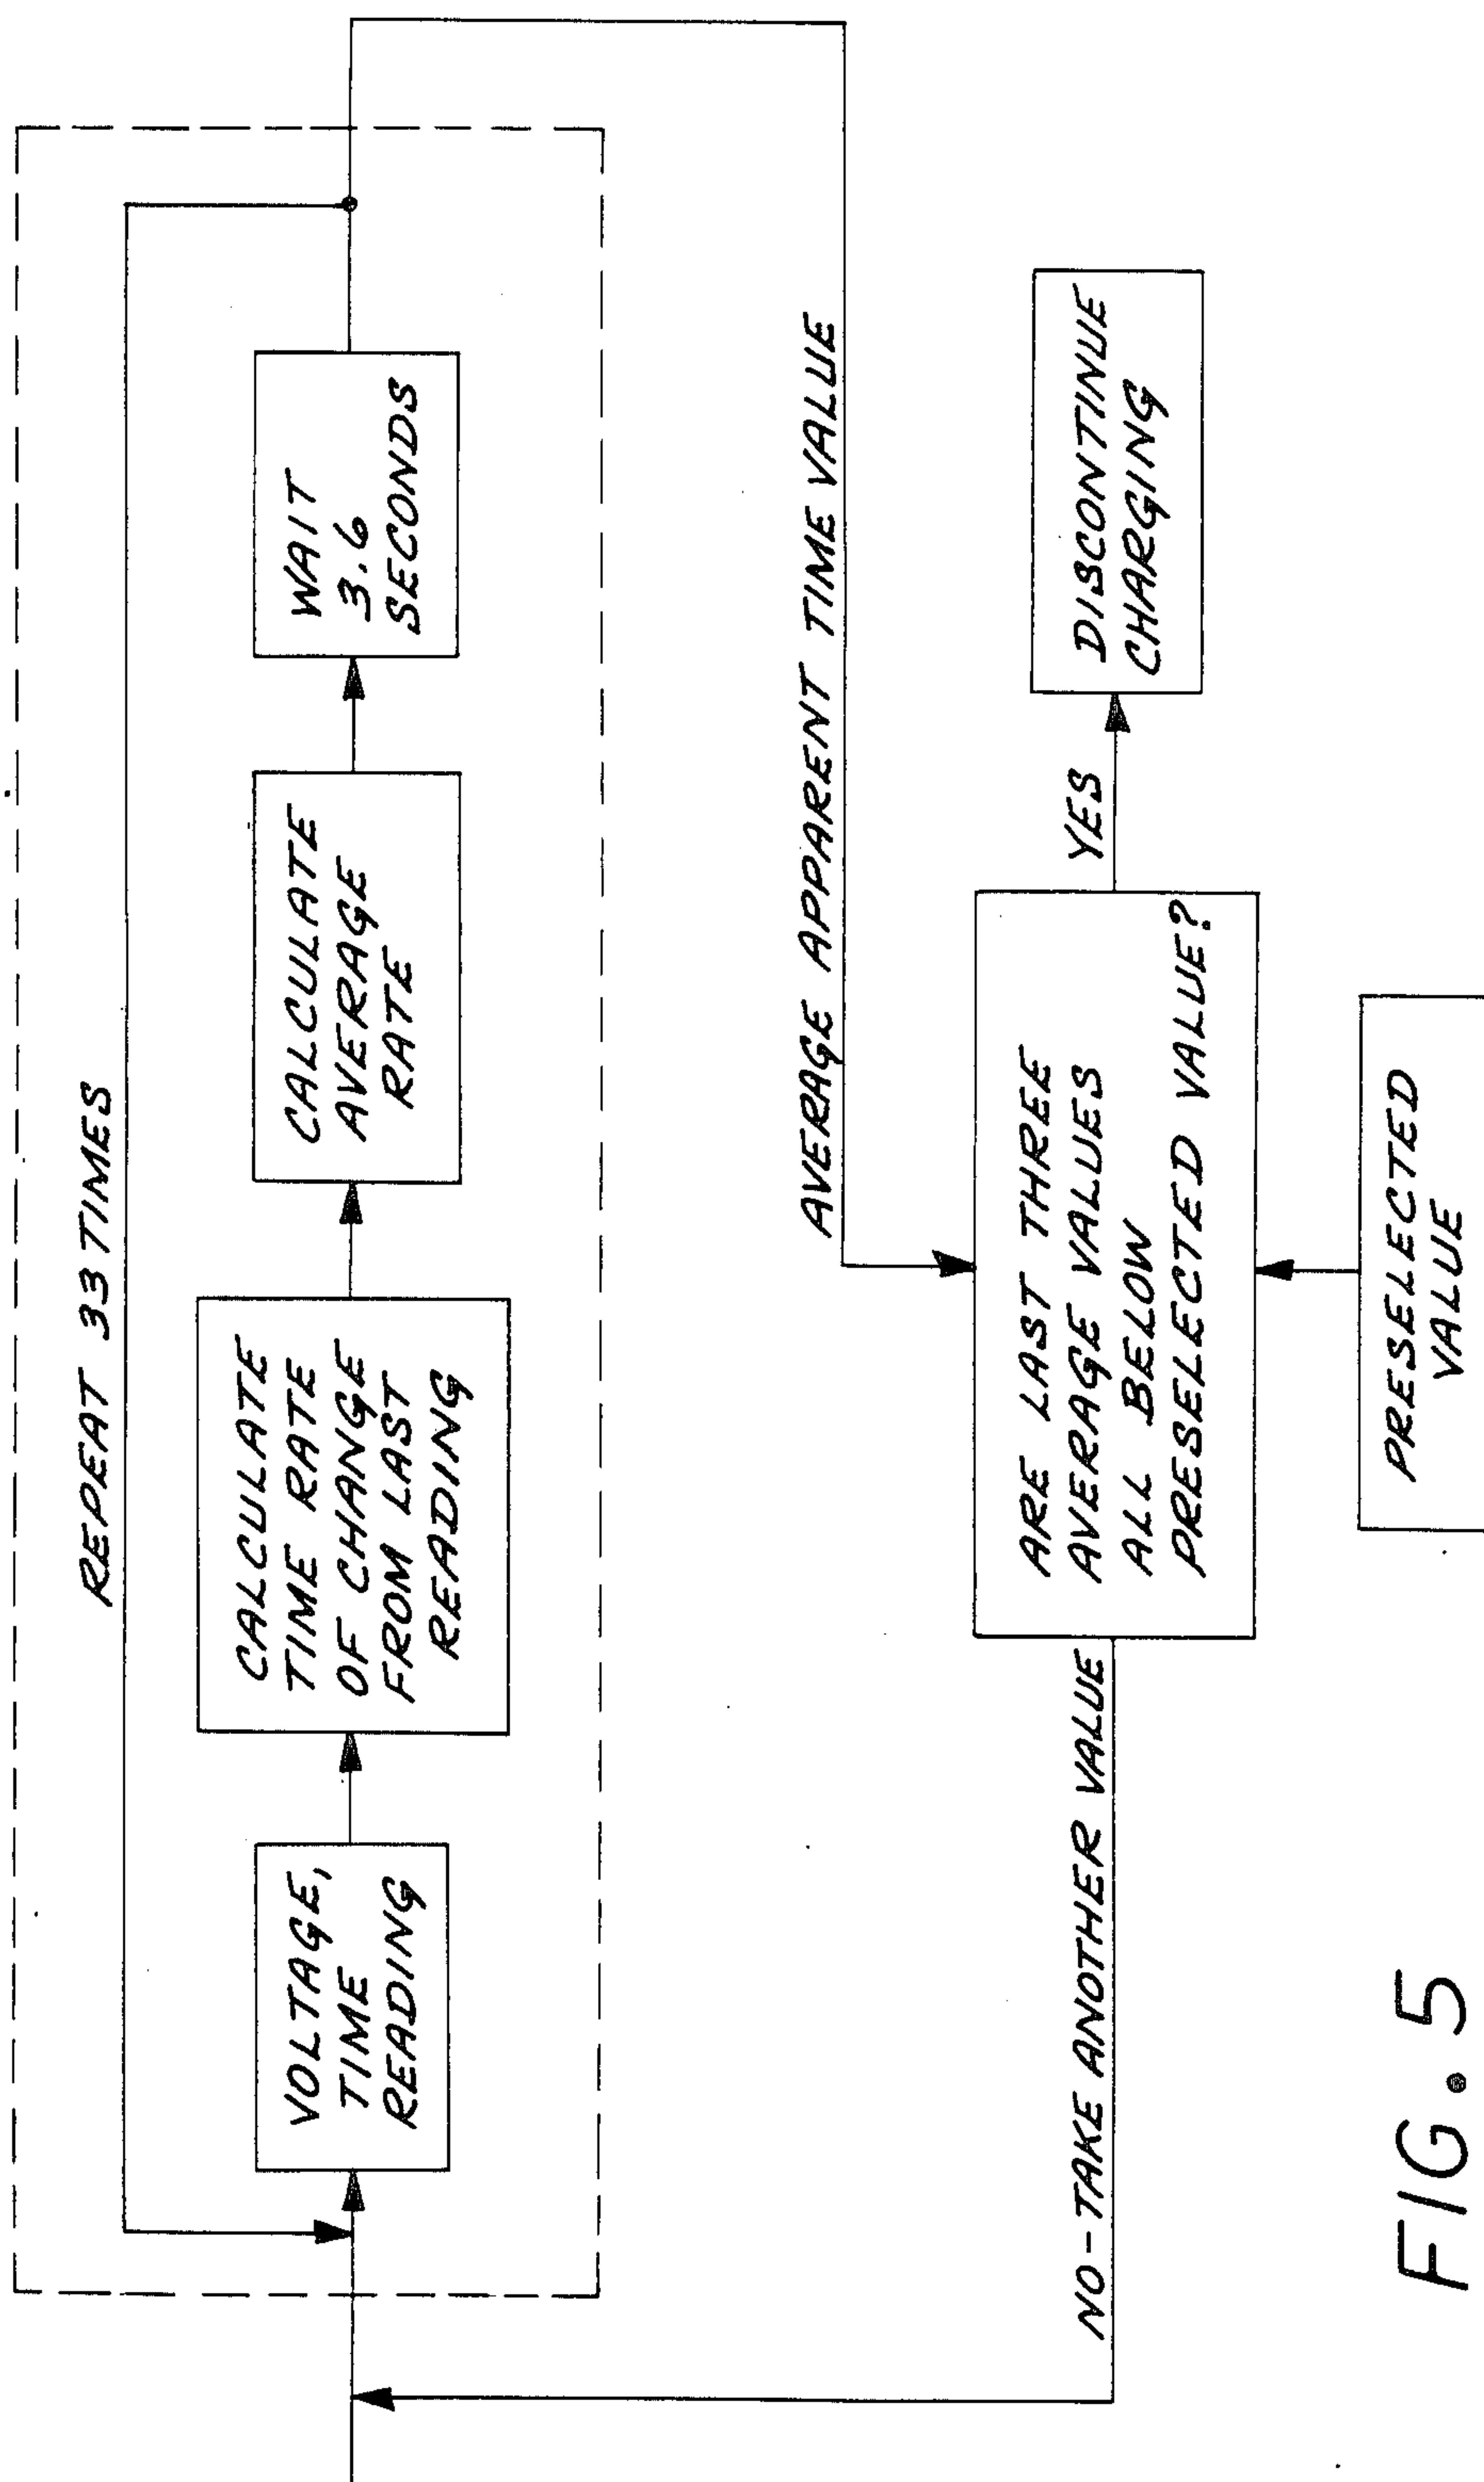 REPEAT 33 TIMES
VOLTAGE,
TIME
READING
CALCULATE
TIME RATE
OF CHANGE
FROM LAST
READING
CALCULATE
AVERAGE
RATE
WAIT
3.6
SECONDS
AVERAGE APPARENT TIME VALUE
NO-TAKE ANOTHER VALUE
ARE LAST THREE
AVERAGE VALUES
ALL BELOW
PRESELECTED VALUE?
YES
DISCONTINUE
CHARGING
PRESELECTED
VALUE
FIG. 5